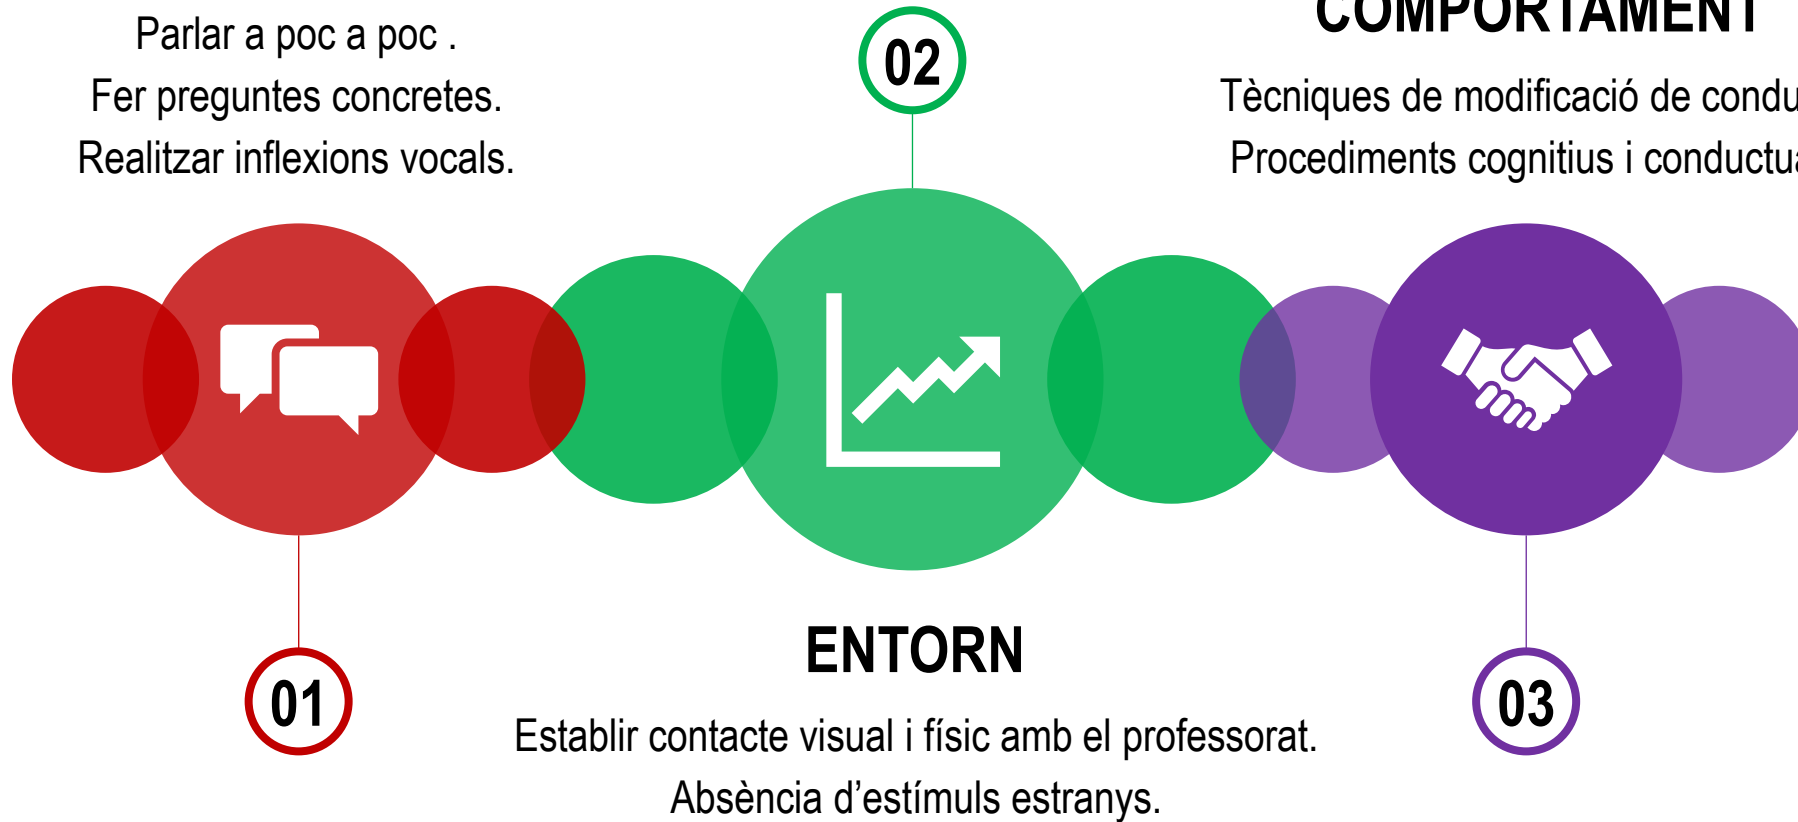 Parlar a poc a poc .
Fer preguntes concretes.
Realitzar inflexions vocals.
01
02
ENTORN
Establir contacte visual i físic amb el professorat.
Absència d’estímuls estranys.
COMPORTAMENT
Tècniques de modificació de
Procediments cognitius i
03